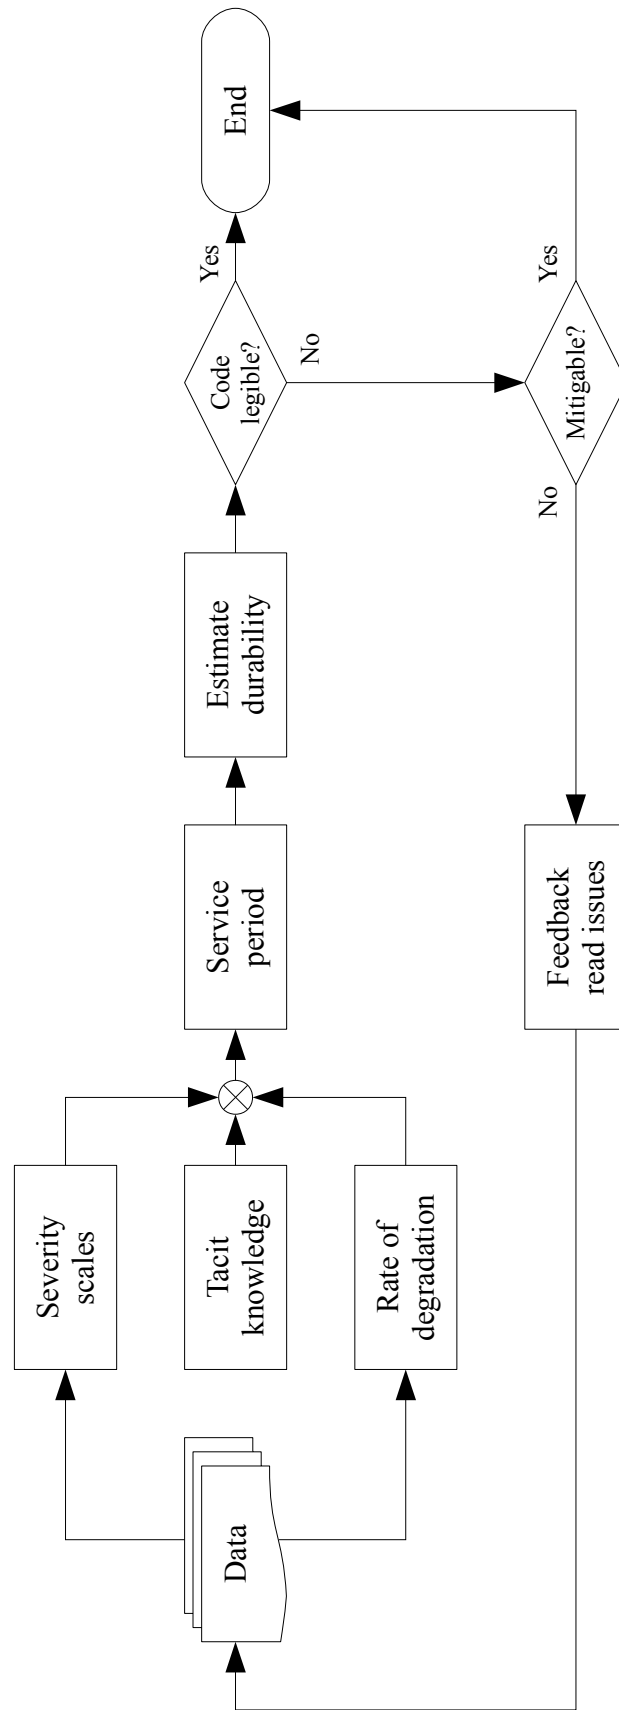 Data
Severity
scales
Tacit
knowledge
Rate of
degradation
Service
period
Estimate
durability
Code
legible?
Yes
No
End
Mitigable?
Yes
No
Feedback
read issues